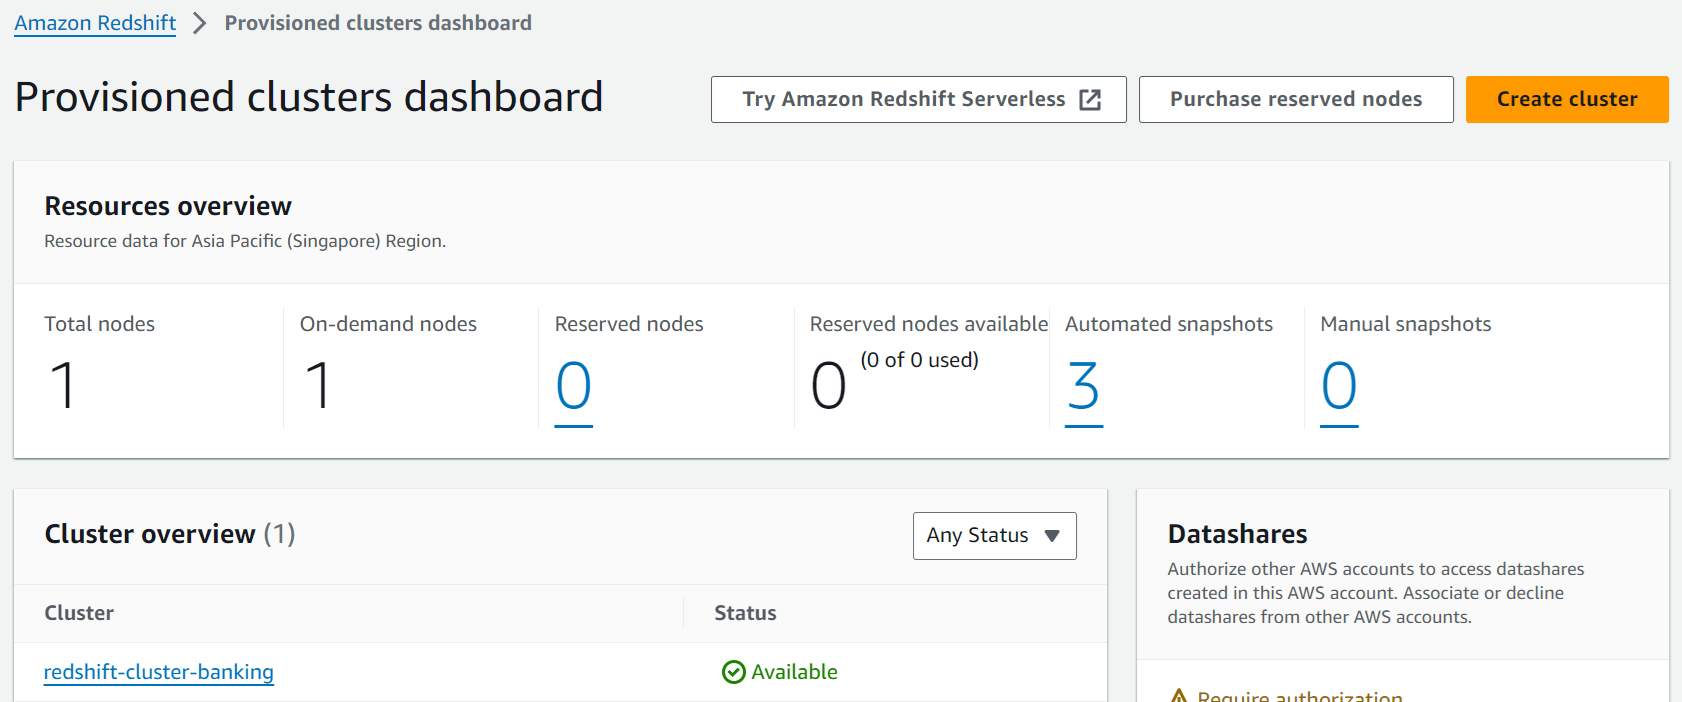 Amazon Redshift > Provisioned clusters dashboard
Provisioned clusters dashboard
Try Amazon Redshift Serverless
Purchase reserved nodes
Create cluster
Resources overview
Resource data for Asia Pacific (Singapore) Region.
Total nodes
1
On-demand nodes
1
Reserved nodes
0
Reserved nodes available
0 (0 of 0 used)
Automated snapshots
3
Manual snapshots
0
Cluster overview (1)
Any Status
Cluster
Status
redshift-cluster-banking
Available
Datashares
Authorize other AWS accounts to access datashares
created in this AWS account. Associate or decline
datashares from other AWS accounts.
Require authorization